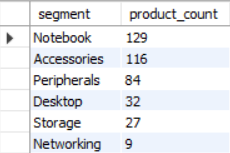 segment product_count
Notebook 129
Accessories 116
Peripherals 84
Desktop 32
Storage 27
Networking 9